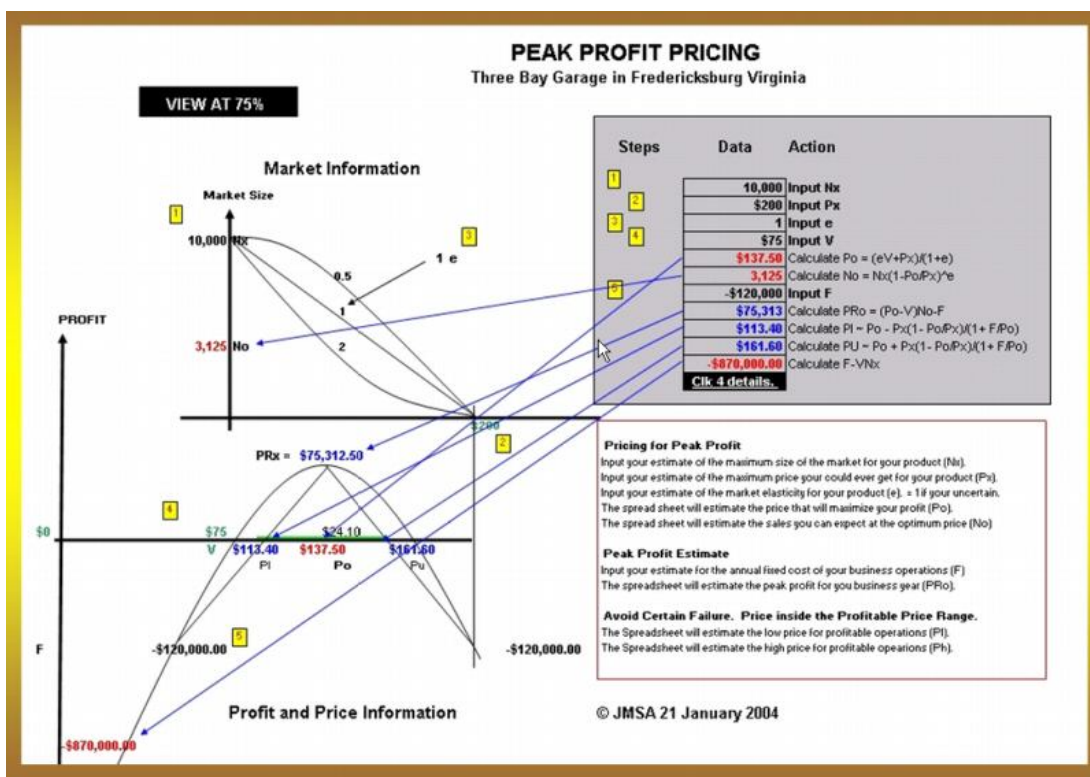 PEAK PROFIT PRICING
Three Bay Garage in Fredericksburg Virginia
VIEW AT 75%
Market Information
Market Size
1
10,000 Nx
3
1 e
0.5
1
2
3,125 No
$200
2
PROFIT
PRx = $75,312.50
4
$0
$75
$24.10
V
$113.40
$137.50
$161.60
Pl
Po
Pu
5
F
-$120,000.00
-$120,000.00
-$870,000.00
Profit and Price Information
Steps Data Action
1
10,000 Input Nx
2
$200 Input Px
3
1 Input e
4
$75 Input V
$137.50 Calculate Po = (eV+Px)/(1+e)
3,125 Calculate No = Nx(1-Po/Px)^e
5
-$120,000 Input F
$75,313 Calculate PRo = (Po-V)No-F
$113.40 Calculate Pl ~ Po - Px(1- Po/Px)/(1+ F/Po)
$161.60 Calculate PU ~ Po + Px(1- Po/Px)/(1+ F/Po)
-$870,000.00 Calculate F-VNx
Clk 4 details.
Pricing for Peak Profit
Input your estimate of the maximum size of the market for your product (Nx).
Input your estimate of the maximum price your could ever get for your product (Px).
Input your estimate of the market elasticity for your product (e). = 1 if your uncertain.
The spread sheet will estimate the price that will maximize your profit (Po).
The spread sheet will estimate the sales you can expect at the optimum price (No)
Peak Profit Estimate
Input your estimate for the annual fixed cost of your business operations (F)
The spreadsheet will estimate the peak profit for you business year (PRo).
Avoid Certain Failure. Price inside the Profitable Price Range.
The Spreadsheet will estimate the low price for profitable operations (Pl).
The Spreadsheet will estimate the high price for profitable opearions (Ph).
© JMSA 21 January 2004